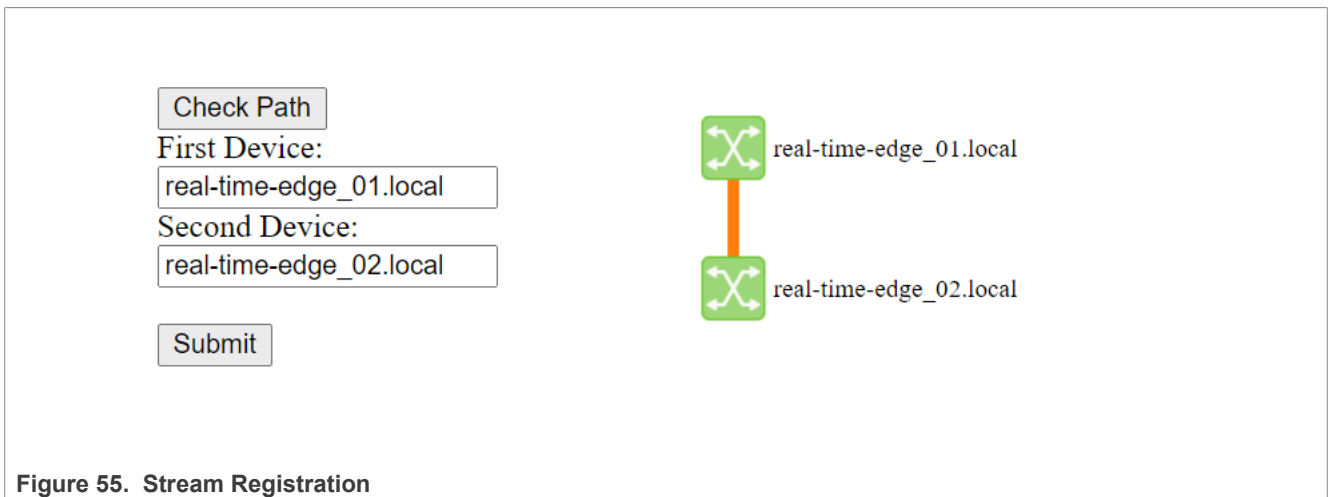 Check Path
First Device:
real-time-edge_01.local
Second Device:
real-time-edge_02.local
Submit
real-time-edge_01.local
real-time-edge_02.local
Figure 55. Stream Registration